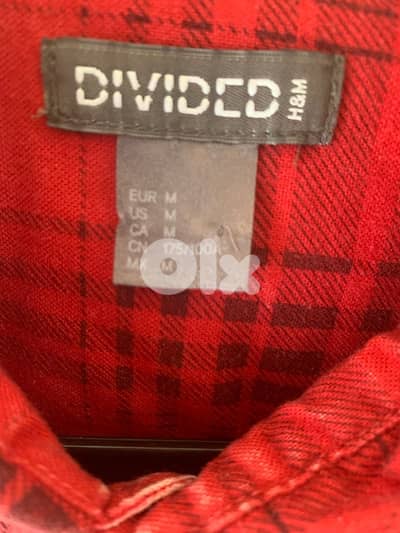 DIVIDED
H&M
EUR M
US M
CA M
CN 175/100A
MX M
olx